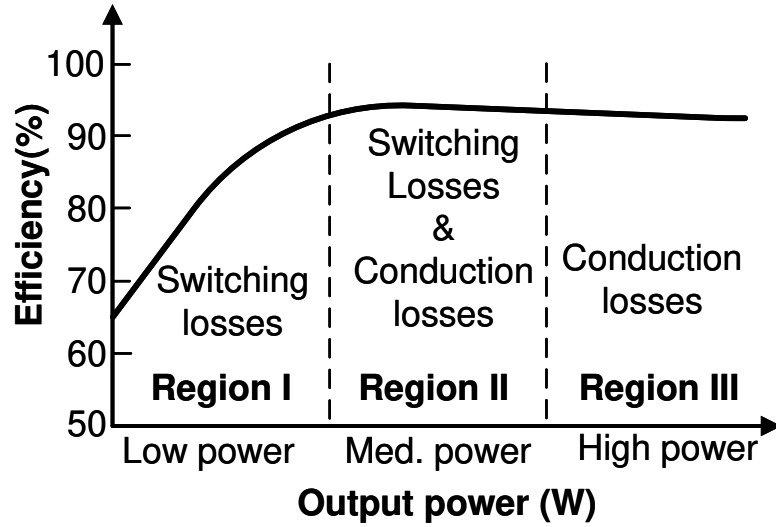 100
90
80
70
60
50
Efficiency(%)
Switching
losses
Region I
Low power
Switching
Losses
&
Conduction
losses
Region II
Med. power
Conduction
losses
Region III
High power
Output power (W)